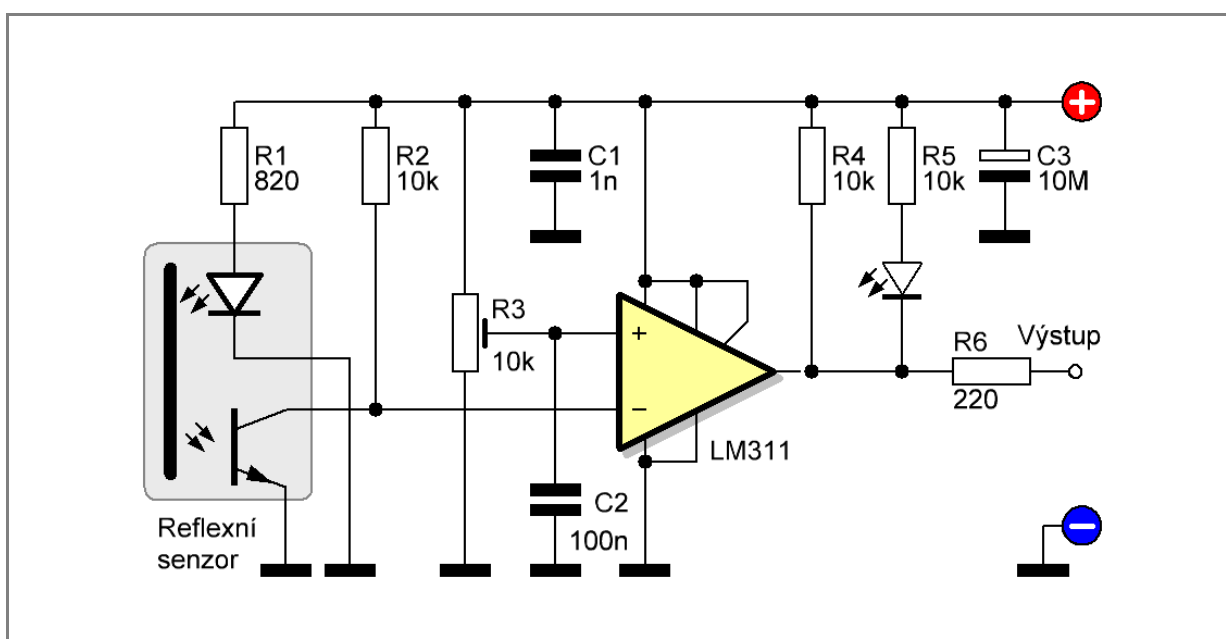 R1
820
R2
10k
C1
1n
R4
10k
R5
10k
C3
10M
R3
10k
+
−
LM311
R6
220
Výstup
C2
100n
Reflexní
senzor
+
−